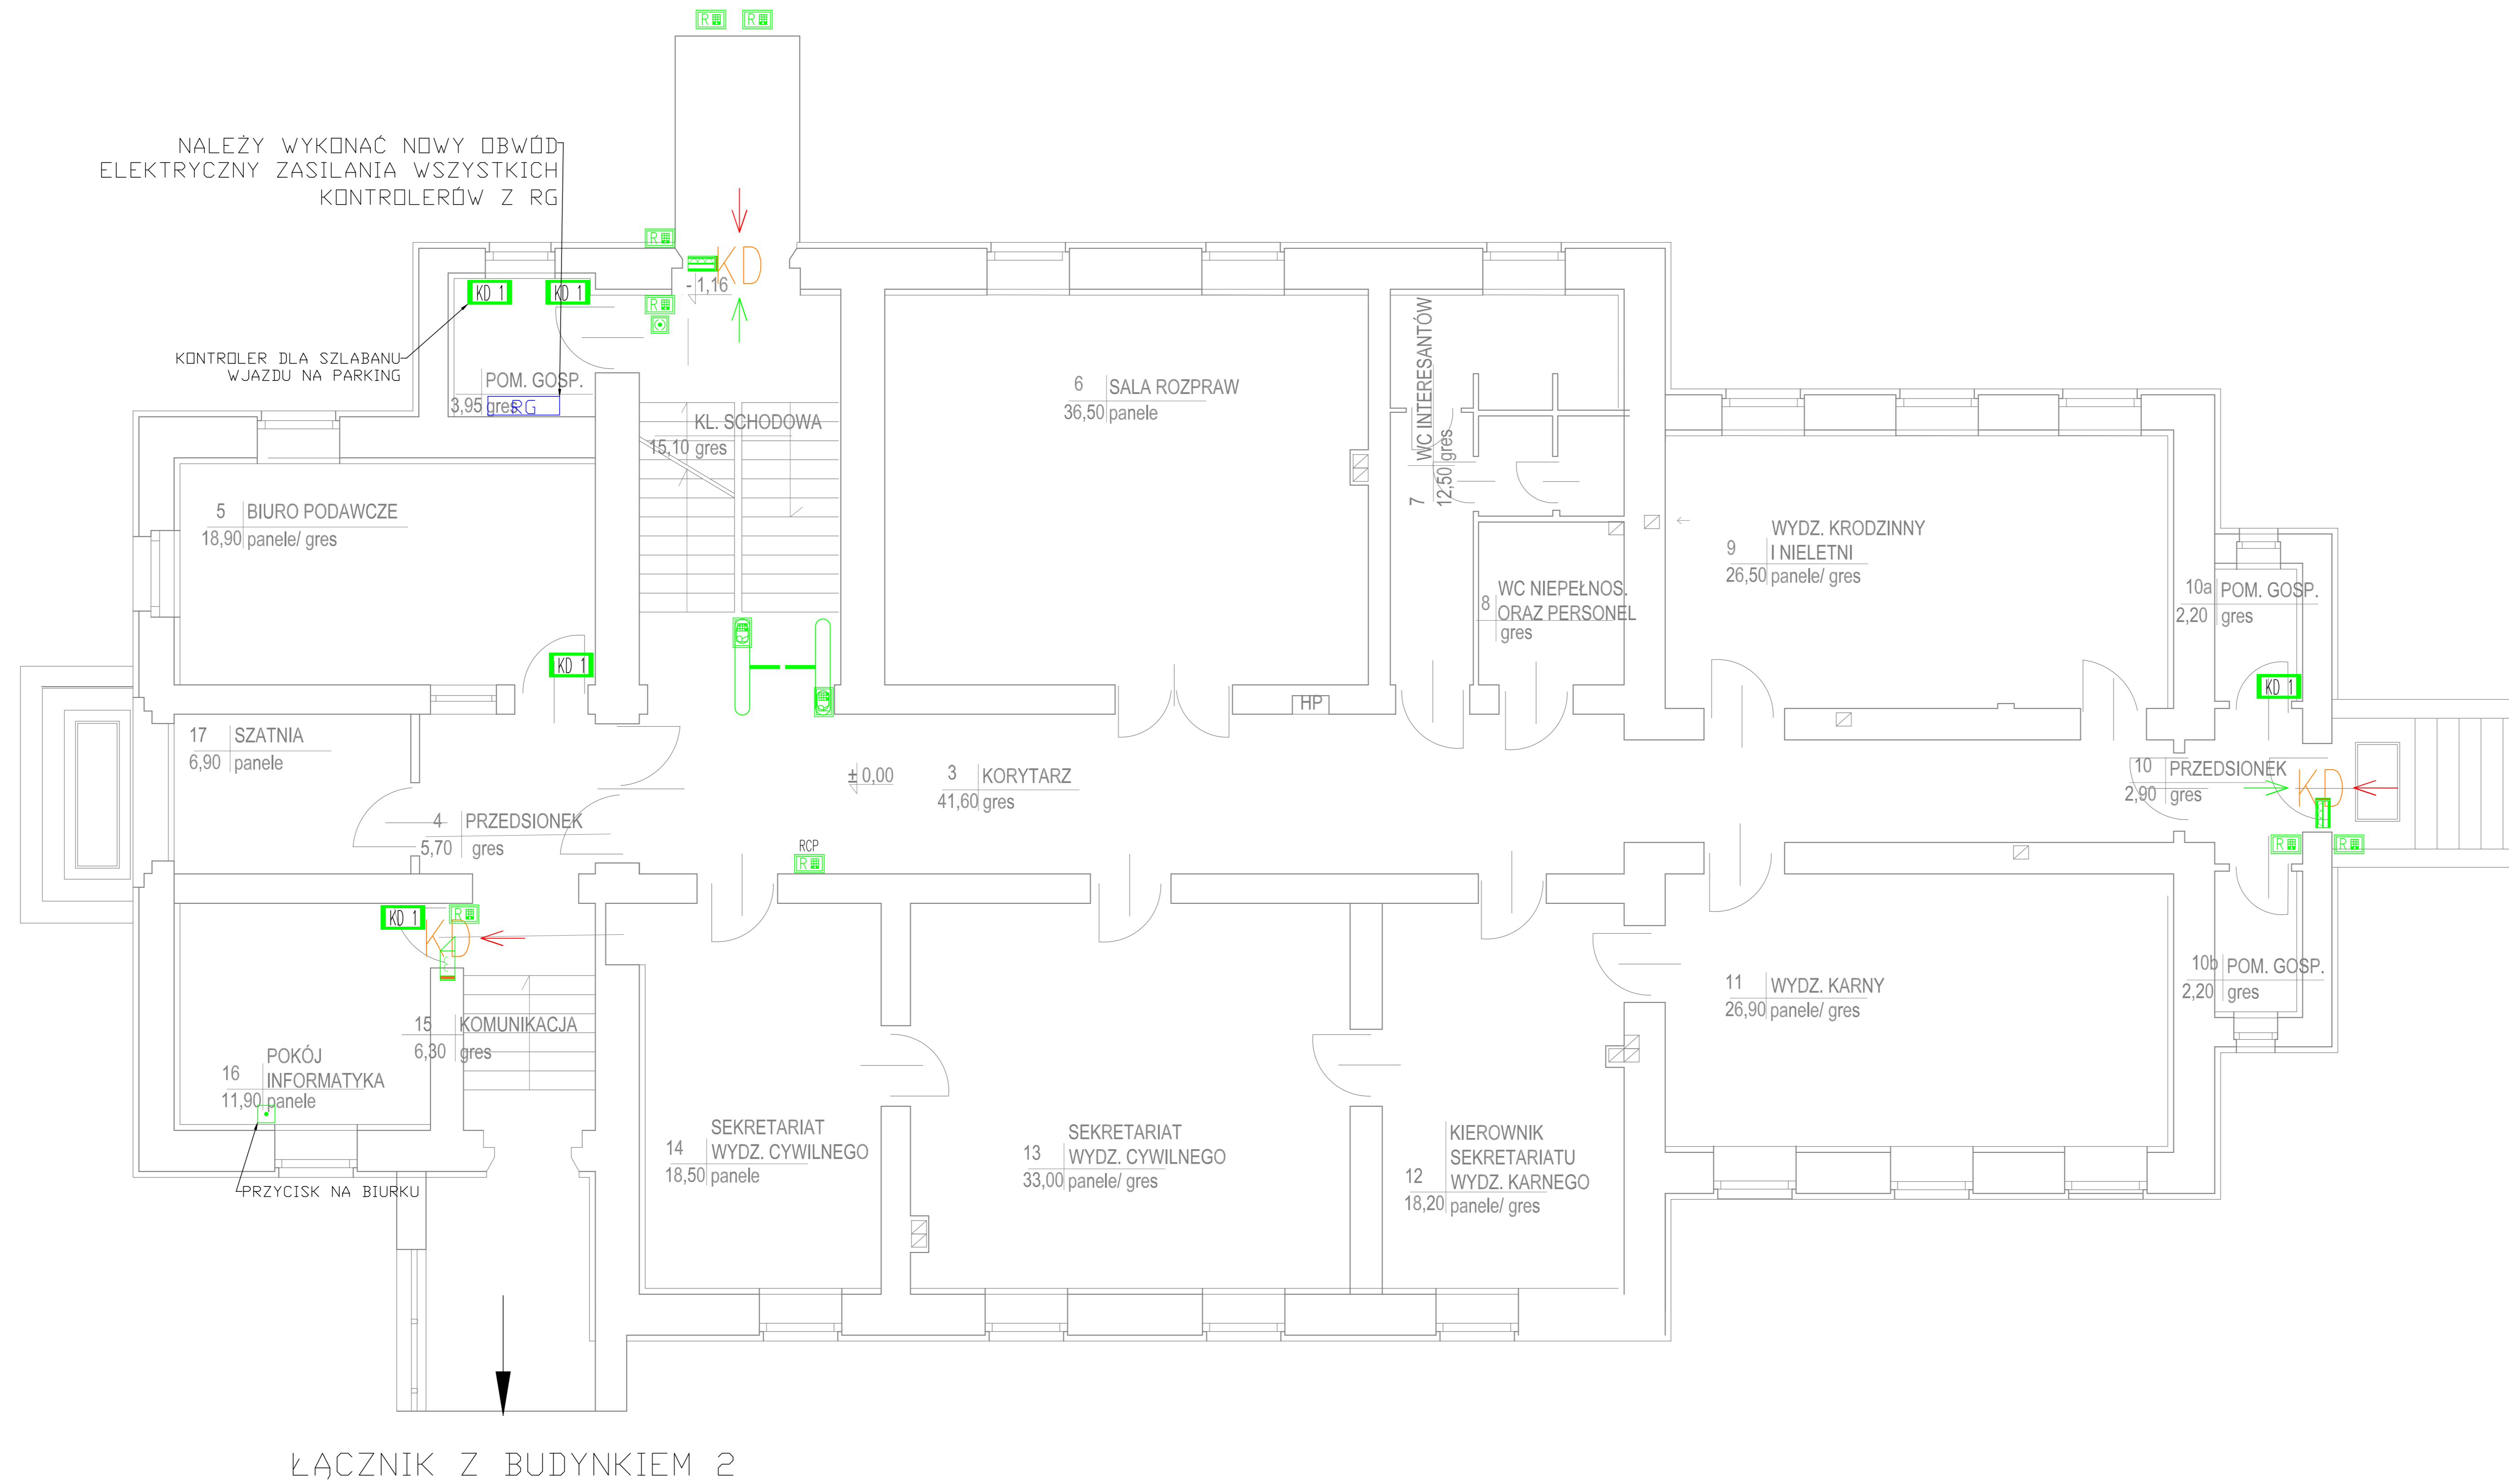 R R
NALEŻY WYKONAĆ NOWY OBWÓD
ELEKTRYCZNY ZASILANIA WSZYSTKICH
KONTROLERÓW Z RG
R
KD
- 1,16
KD 1
KD 1
R
KONTROLER DLA SZLABANU
WJAZDU NA PARKING
POM. GOSP.
3,95 gres
RG
KL. SCHODOWA
15,10 gres
6 SALA ROZPRAW
36,50 panele
7 WC INTERESANTÓW
12,50 gres
5 BIURO PODAWCZE
18,90 panele/ gres
WYDZ. KRODZINNY
9 I NIELETNI
26,50 panele/ gres
WC NIEPEŁNOS.
8 ORAZ PERSONEL
gres
10a POM. GOSP.
2,20 gres
KD 1
KD 1
HP
17 SZATNIA
6,90 panele
± 0,00
3 KORYTARZ
41,60 gres
10 PRZEDSIONEK
2,90 gres
KD
4 PRZEDSIONEK
5,70 gres
RCP
R
R
R
KD 1
R
KD
10b POM. GOSP.
2,20 gres
11 WYDZ. KARNY
26,90 panele/ gres
15 KOMUNIKACJA
6,30 gres
POKÓJ
16 INFORMATYKA
11,90 panele
SEKRETARIAT
14 WYDZ. CYWILNEGO
18,50 panele
SEKRETARIAT
13 WYDZ. CYWILNEGO
33,00 panele/ gres
KIEROWNIK
SEKRETARIATU
12 WYDZ. KARNEGO
18,20 panele/ gres
PRZYCISK NA BIURKU
ŁĄCZNIK Z BUDYNKIEM 2